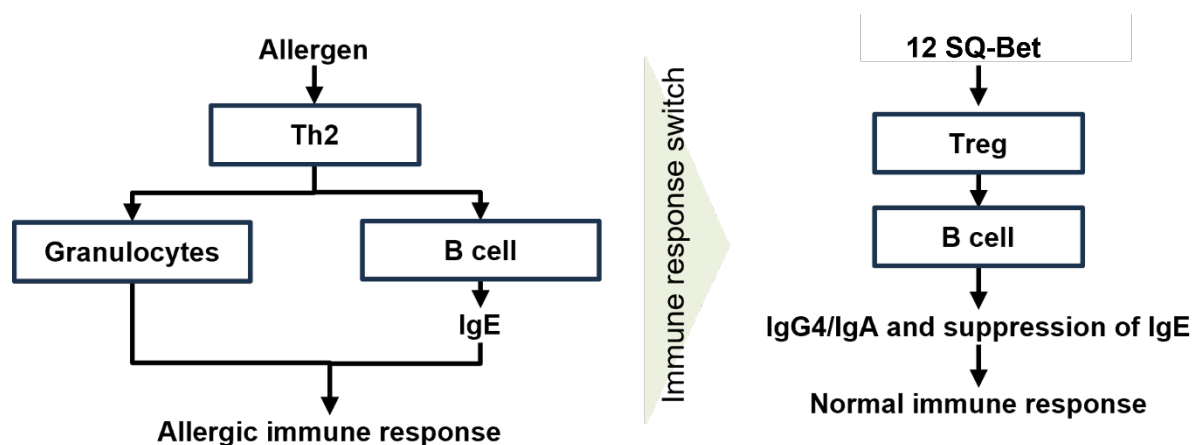 Allergen
Th2
Granulocytes
B cell
IgE
Allergic immune response
Immune response switch
12 SQ-Bet
Treg
B cell
IgG4/IgA and suppression of IgE
Normal immune response